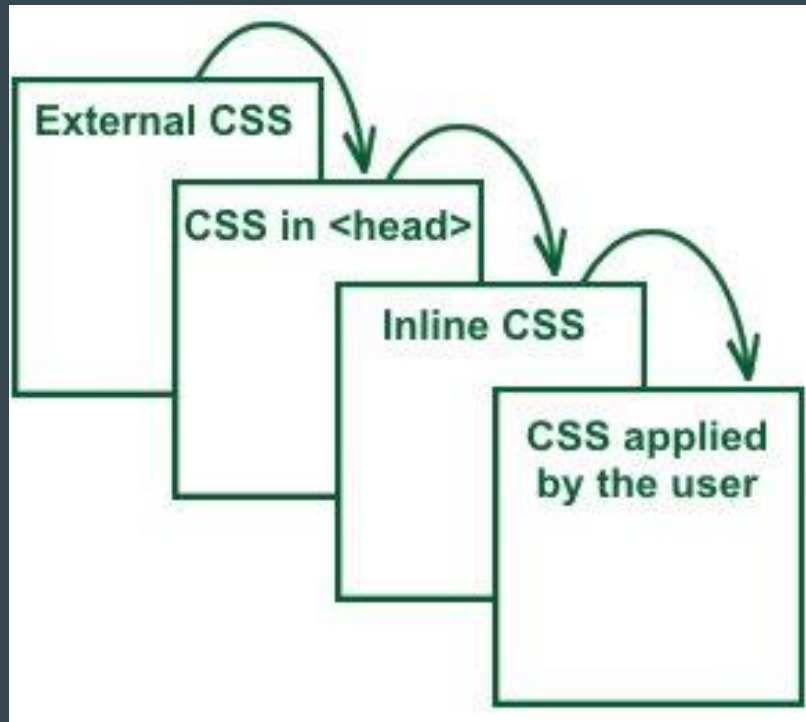 External CSS
CSS in <head>
Inline CSS
CSS applied
by the user